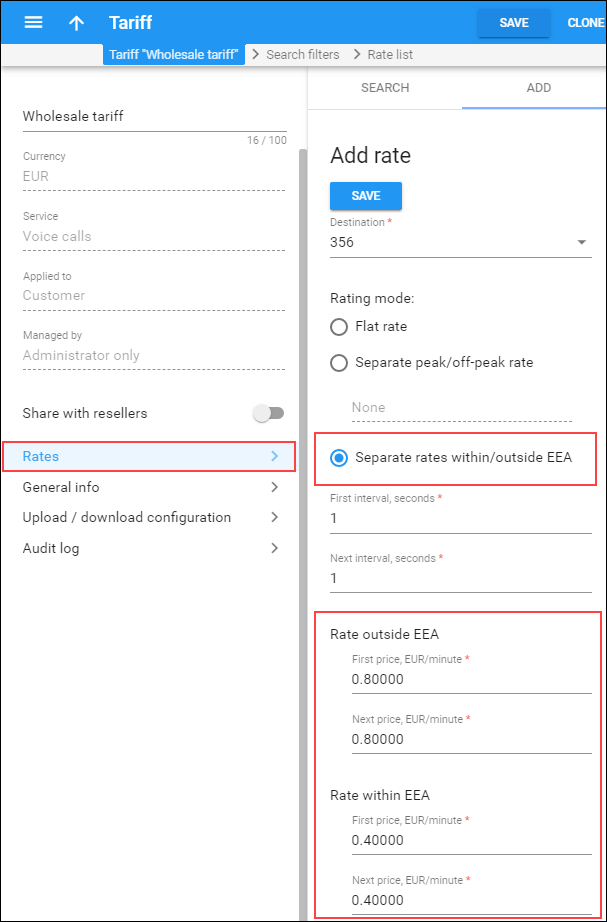 Tariff
SAVE
CLONE
Tariff "Wholesale tariff"
Search filters
Rate list
Wholesale tariff
16 / 100
Currency
EUR
Service
Voice calls
Applied to
Customer
Managed by
Administrator only
Share with resellers
Rates
General info
Upload / download configuration
Audit log
SEARCH
ADD
Add rate
SAVE
Destination *
356
Rating mode:
Flat rate
Separate peak/off-peak rate
None
Separate rates within/outside EEA
First interval, seconds *
1
Next interval, seconds *
1
Rate outside EEA
First price, EUR/minute *
0.80000
Next price, EUR/minute *
0.80000
Rate within EEA
First price, EUR/minute *
0.40000
Next price, EUR/minute *
0.40000